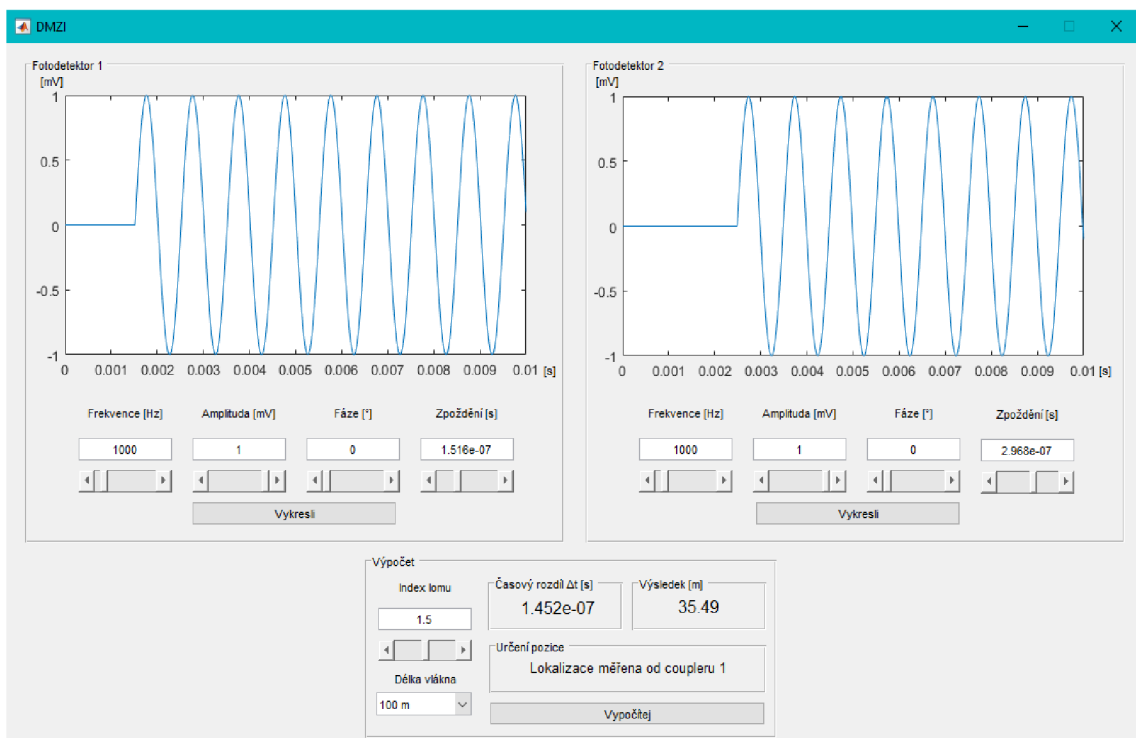 DMZI
Fotodetektor 1
[mV]
1
0.5
0
-0.5
-1
0 0.001 0.002 0.003 0.004 0.005 0.006 0.007 0.008 0.009 0.01 [s]
Frekvence [Hz] Amplituda [mV] Fáze [°] Zpoždění [s]
1000 1 0 1.516e-07
Vykresli
Fotodetektor 2
[mV]
1
0.5
0
-0.5
-1
0 0.001 0.002 0.003 0.004 0.005 0.006 0.007 0.008 0.009 0.01 [s]
Frekvence [Hz] Amplituda [mV] Fáze [°] Zpoždění [s]
1000 1 0 2.968e-07
Vykresli
Výpočet
Index lomu
1.5
Délka vlákna
100 m
Časový rozdíl Δt [s]
1.452e-07
Výsledek [m]
35.49
Určení pozice
Lokalizace měřena od coupleru 1
Vypočítej